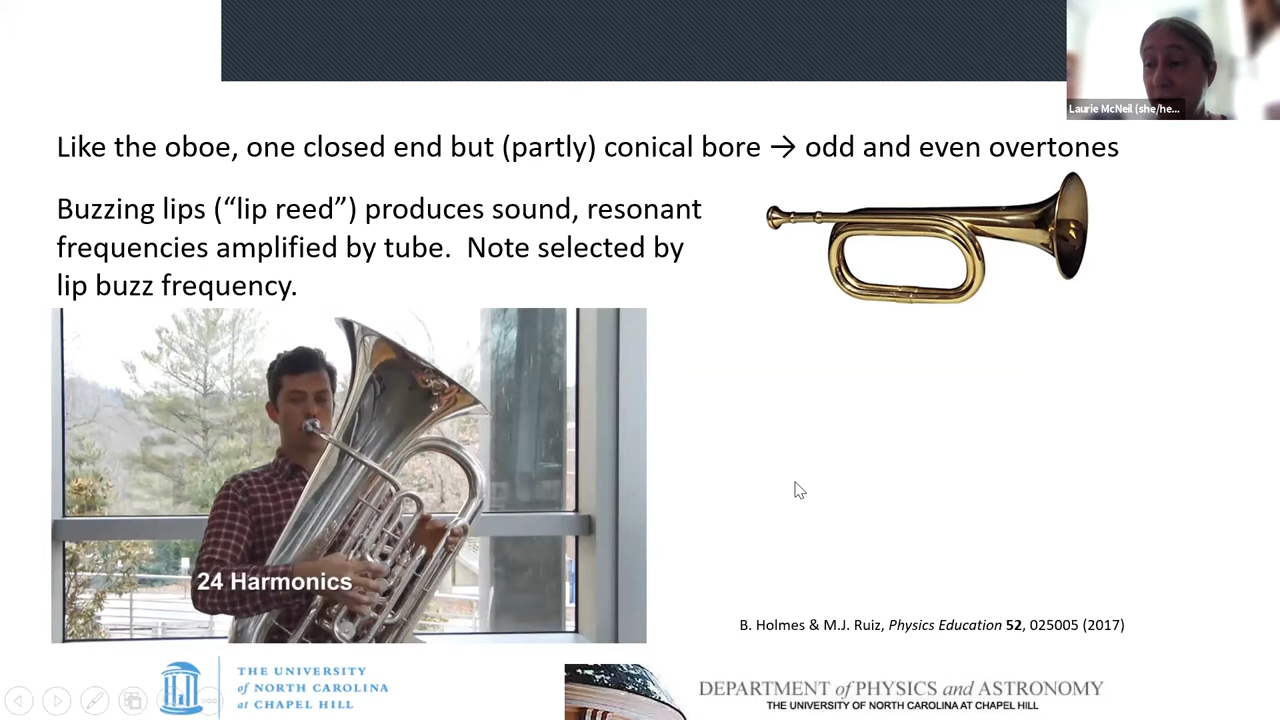 Laurie McNeil (she/he...
Like the oboe, one closed end but (partly) conical bore → odd and even overtones
Buzzing lips (“lip reed”) produces sound, resonant
frequencies amplified by tube.  Note selected by
lip buzz frequency.
24 Harmonics
B. Holmes & M.J. Ruiz, Physics Education 52, 025005 (2017)
THE UNIVERSITY
of NORTH CAROLINA
at CHAPEL HILL
DEPARTMENT of PHYSICS and ASTRONOMY
THE UNIVERSITY OF NORTH CAROLINA AT CHAPEL HILL